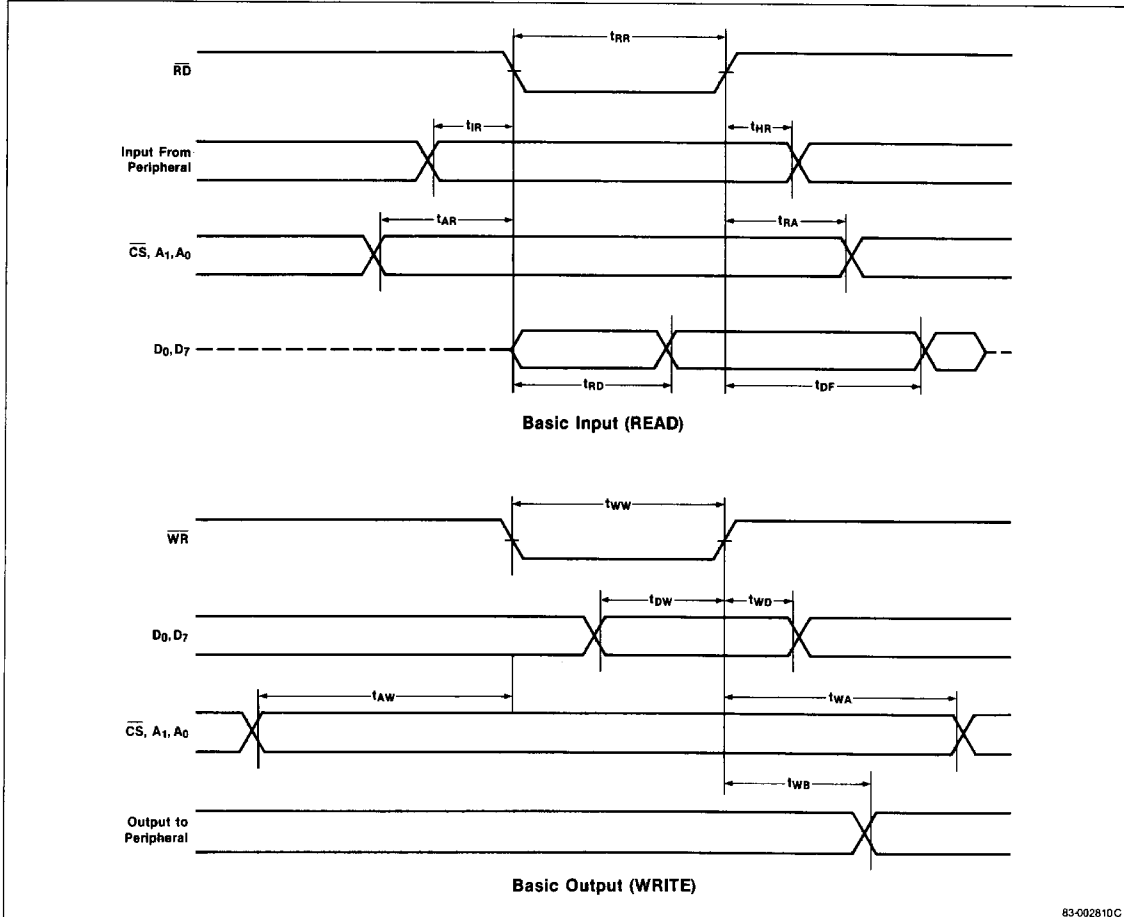 tRR
RD
tIR
tHR
Input From
Peripheral
tAR
tRA
CS, A1, A0
D0, D7
tRD
tDF
Basic Input (READ)
tWW
WR
tDW
tWD
D0, D7
tAW
tWA
CS, A1, A0
tWB
Output to
Peripheral
Basic Output (WRITE)
83-002810C